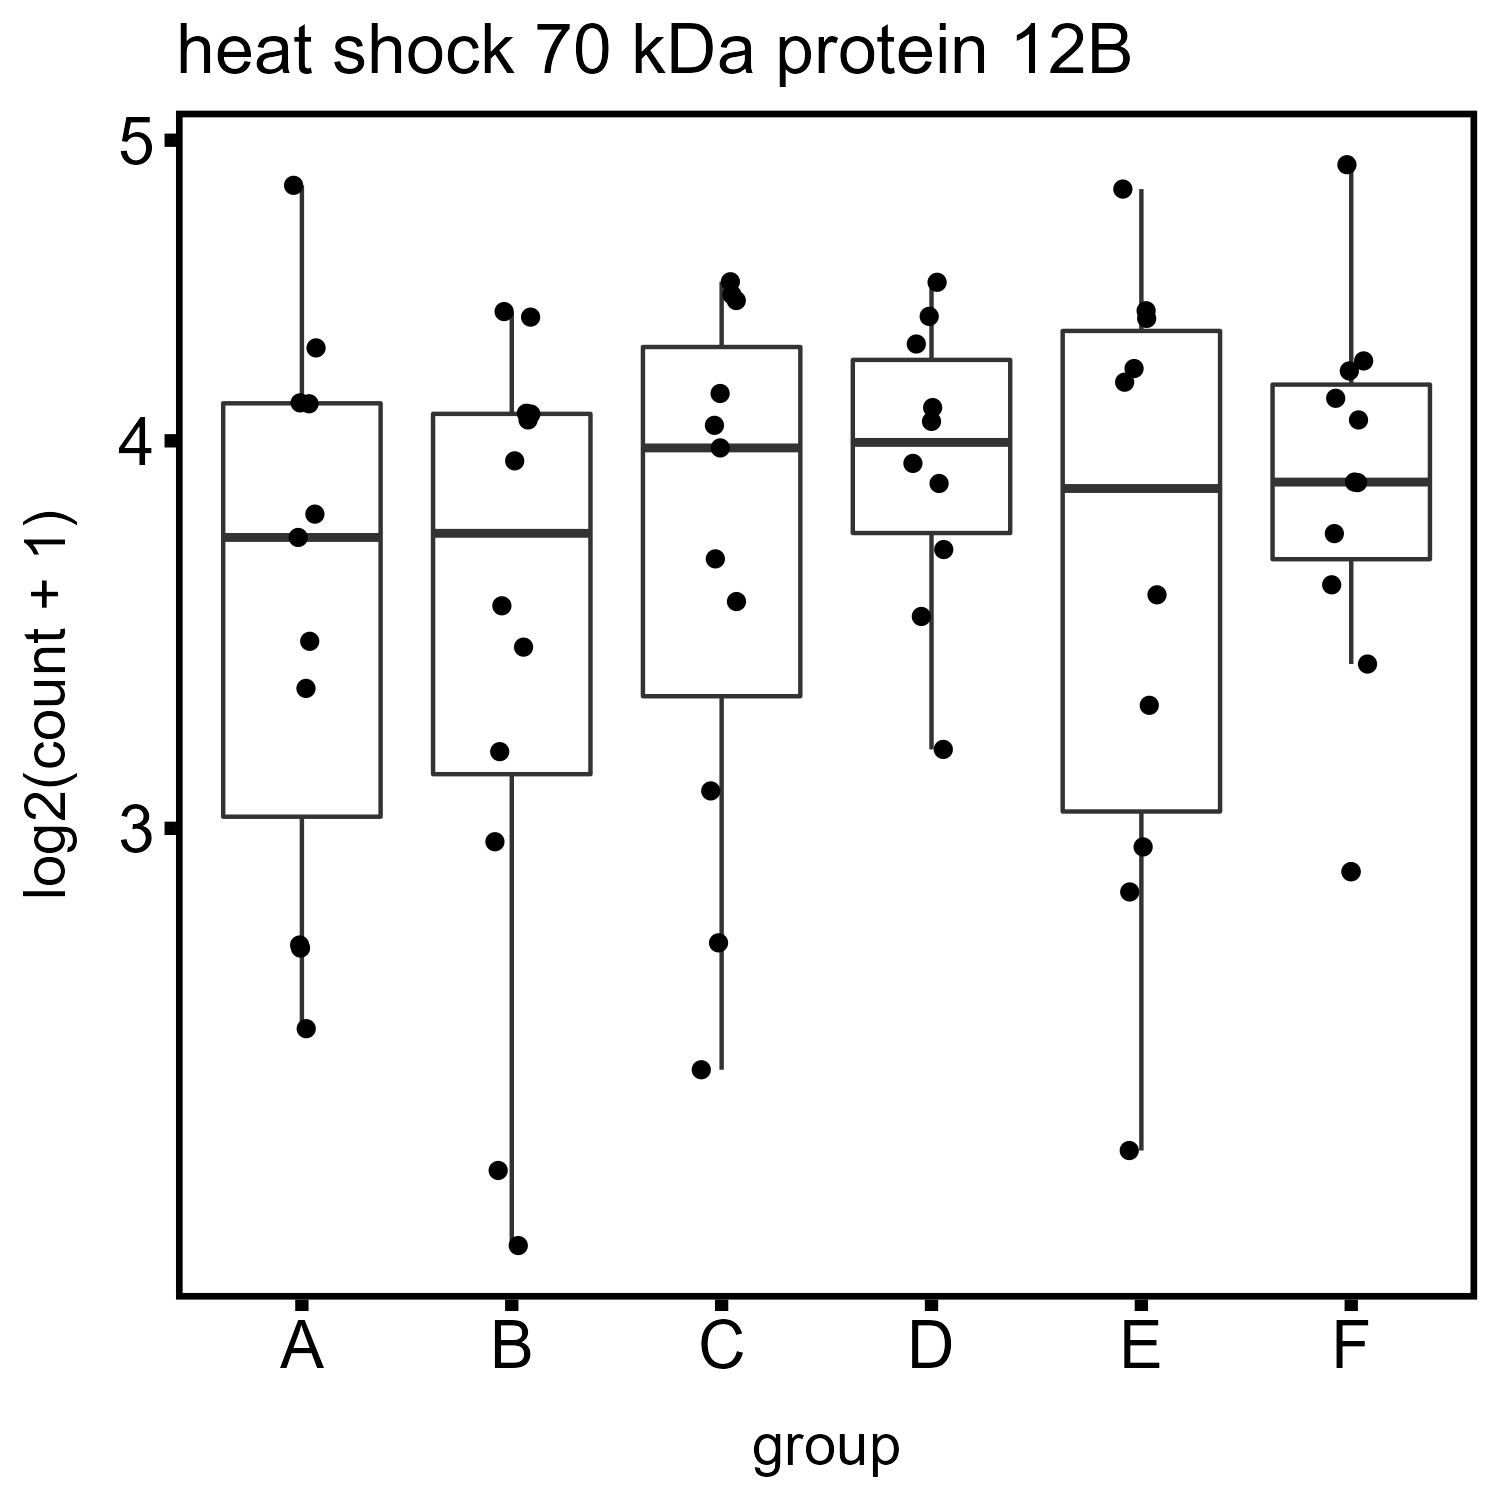 heat shock 70 kDa protein 12B
5
4
3
log2(count + 1)
A B C D E F
group